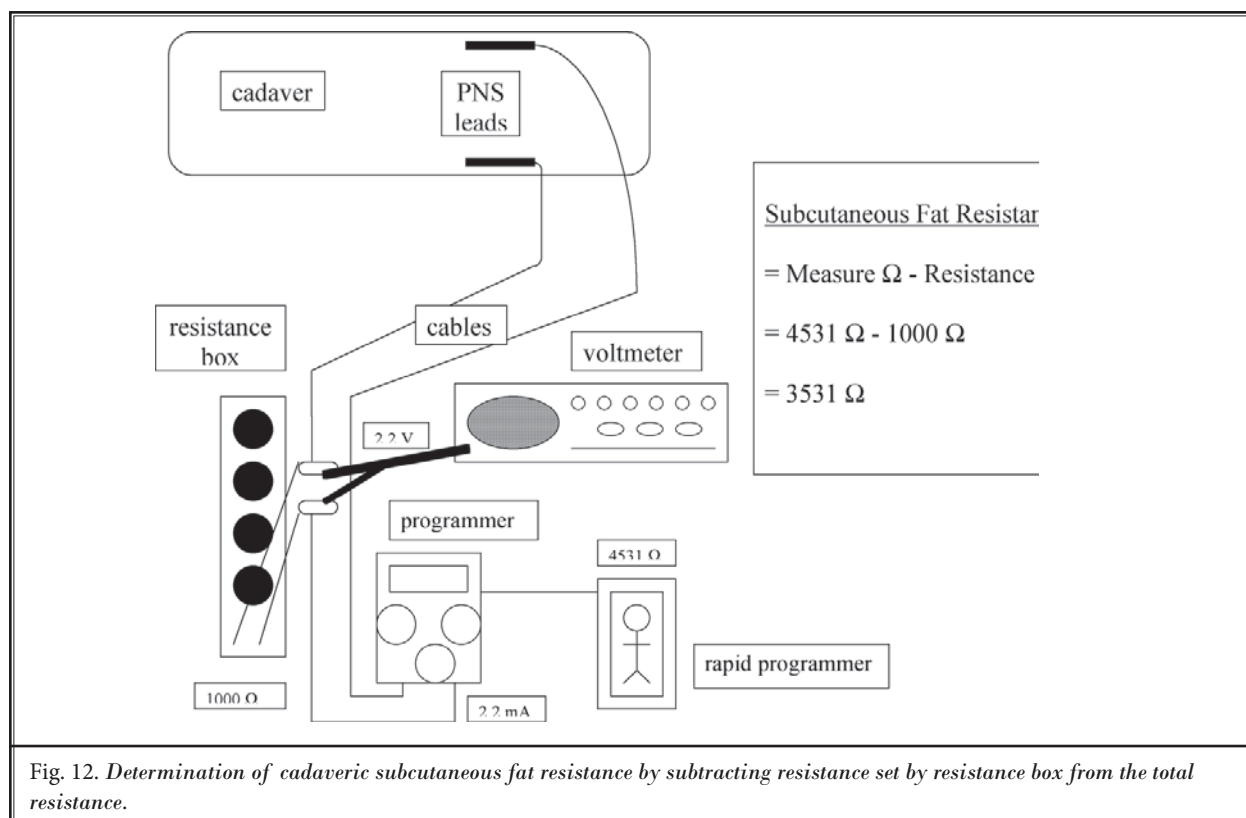 cadaver
PNS
leads
Subcutaneous Fat Resistan
= Measure Ω - Resistance
= 4531 Ω - 1000 Ω
= 3531 Ω
resistance
box
cables
voltmeter
2.2 V
programmer
4531 Ω
rapid programmer
1000 Ω
2.2 mA
Fig. 12. Determination of cadaveric subcutaneous fat resistance by subtracting resistance set by resistance box from the total
resistance.